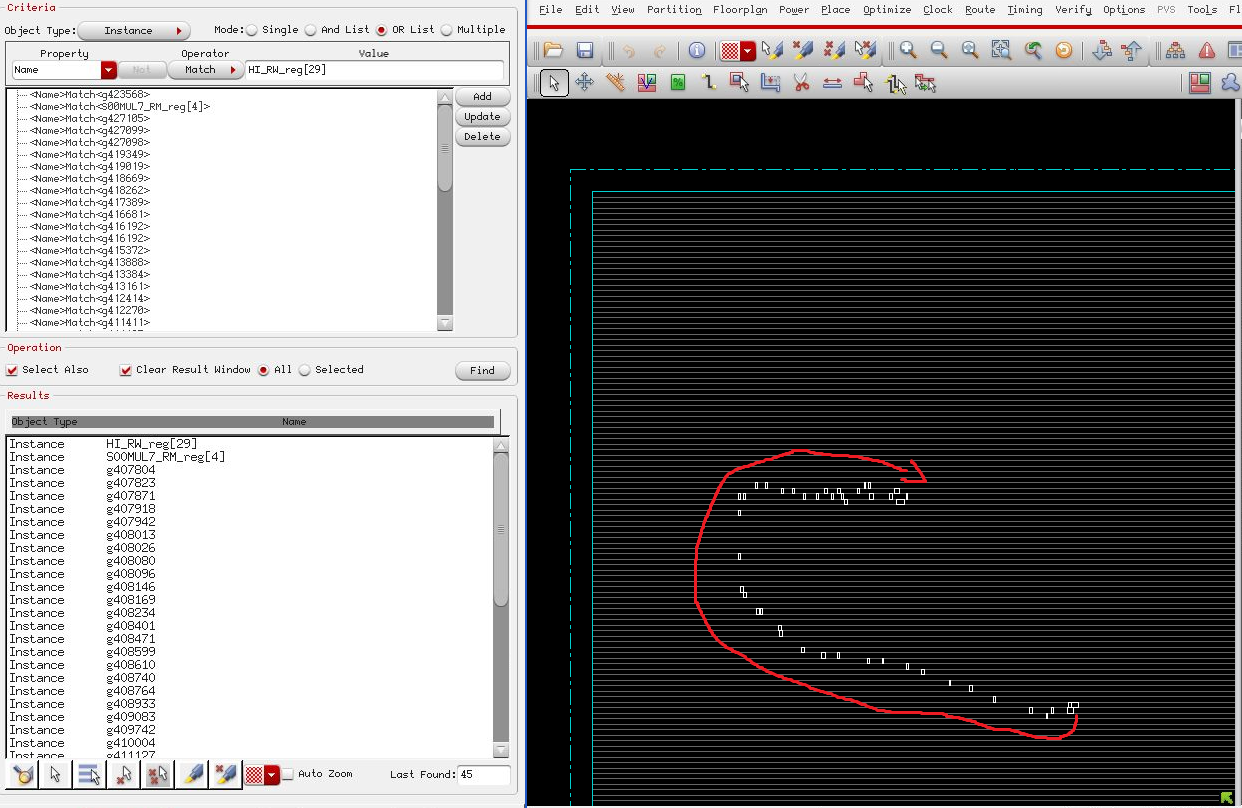 Criteria
Object Type: Instance Mode: Single And List OR List Multiple
Property Operator Value
Name Not Match HI_RW_reg[29]
<Name>Match<g423568>
<Name>Match<S00MUL7_RM_reg[4]>
<Name>Match<g427105>
<Name>Match<g427099>
<Name>Match<g427098>
<Name>Match<g419349>
<Name>Match<g419019>
<Name>Match<g418669>
<Name>Match<g418262>
<Name>Match<g417389>
<Name>Match<g416681>
<Name>Match<g416192>
<Name>Match<g416192>
<Name>Match<g415372>
<Name>Match<g413888>
<Name>Match<g413384>
<Name>Match<g413161>
<Name>Match<g412414>
<Name>Match<g412270>
<Name>Match<g411411>
Add
Update
Delete
Operation
Select Also Clear Result Window All Selected Find
Results
Object Type Name
Instance HI_RW_reg[29]
Instance S00MUL7_RM_reg[4]
Instance g407804
Instance g407823
Instance g407871
Instance g407918
Instance g407942
Instance g408013
Instance g408026
Instance g408080
Instance g408096
Instance g408146
Instance g408169
Instance g408234
Instance g408401
Instance g408471
Instance g408599
Instance g408610
Instance g408740
Instance g408764
Instance g408933
Instance g409083
Instance g409742
Instance g410004
Instance g411127
Auto Zoom Last Found: 45
File Edit View Partition Floorplan Power Place Optimize Clock Route Timing Verify Options PVS Tools Fl